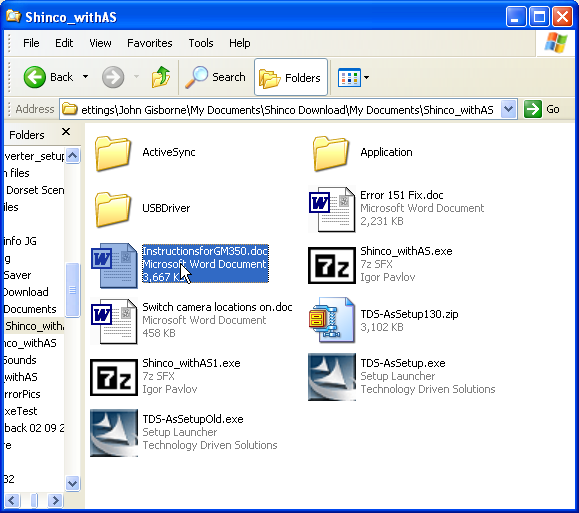 Shinco_withAS
File Edit View Favorites Tools Help
Back Search Folders
Address ettings\John Gisborne\My Documents\Shinco Download\My Documents\Shinco_withAS Go
Folders
verter_setup
n files
Dorset Scen
iles
info JG
g
Saver
Download
Documents
Shinco_with
nco_withAS
Sounds
withAS
rrorPics
xeTest
back 02 09 2
re
32
ActiveSync
Application
USBDriver
Error 151 Fix.doc
Microsoft Word Document
2,231 KB
InstructionsforGM350.doc
Microsoft Word Document
3,667 KB
Shinco_withAS.exe
7z SFX
Igor Pavlov
Switch camera locations on.doc
Microsoft Word Document
458 KB
TDS-AsSetup130.zip
3,102 KB
Shinco_withAS1.exe
7z SFX
Igor Pavlov
TDS-AsSetup.exe
Setup Launcher
Technology Driven Solutions
TDS-AsSetupOld.exe
Setup Launcher
Technology Driven Solutions